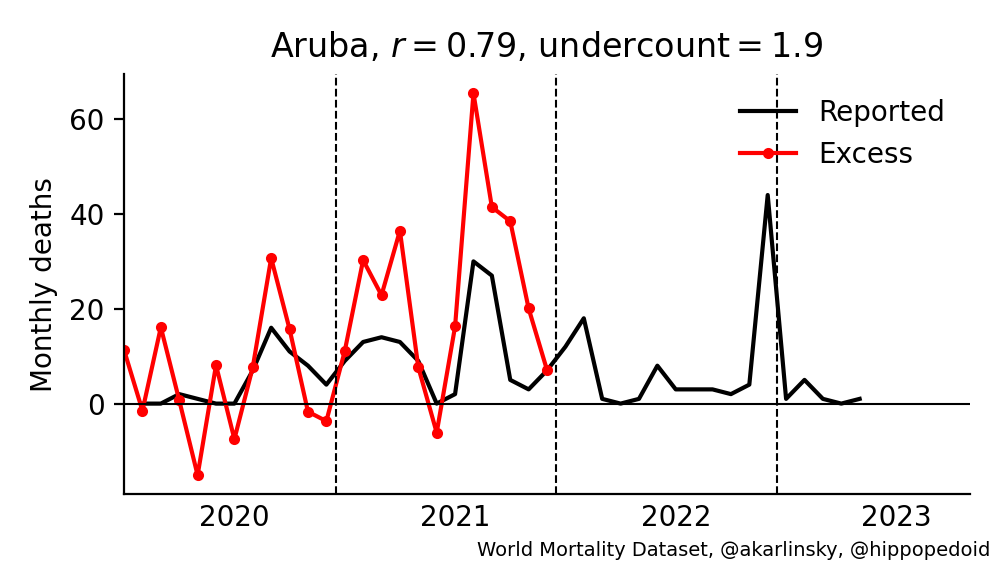 Aruba, r = 0.79, undercount = 1.9
Monthly deaths
60
40
20
0
Reported
Excess
2020 2021 2022 2023
World Mortality Dataset, @akarlinsky, @hippopedoid